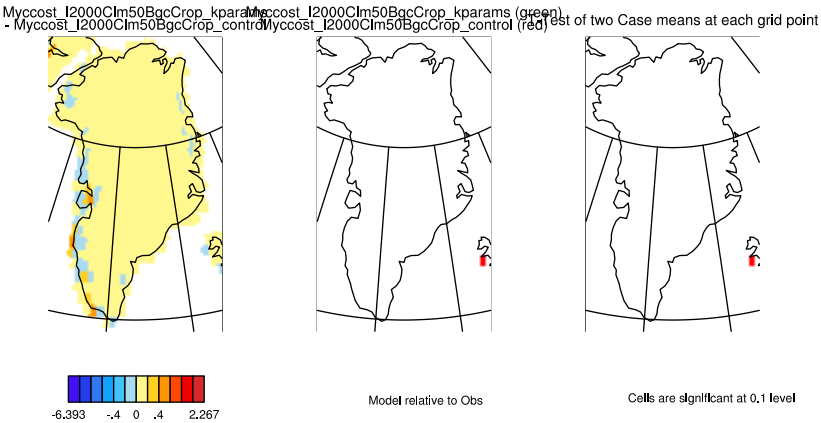 Myccost_I2000Clm50BgcCrop_kparams
- Myccost_I2000Clm50BgcCrop_control
Myccost_I2000Clm50BgcCrop_kparams (green)
Myccost_I2000Clm50BgcCrop_control (red)
T-Test of two Case means at each grid point
-6.393 -.4 0 .4 2.267
Model relative to Obs
Cells are significant at 0.1 level